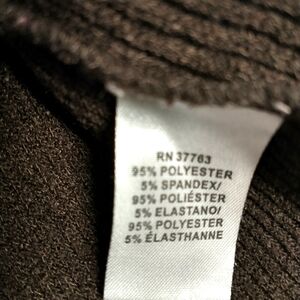 RN 37763
95% POLYESTER
5% SPANDEX/
95% POLIÉSTER
5% ELASTANO/
95% POLYESTER
5% ÉLASTHANNE